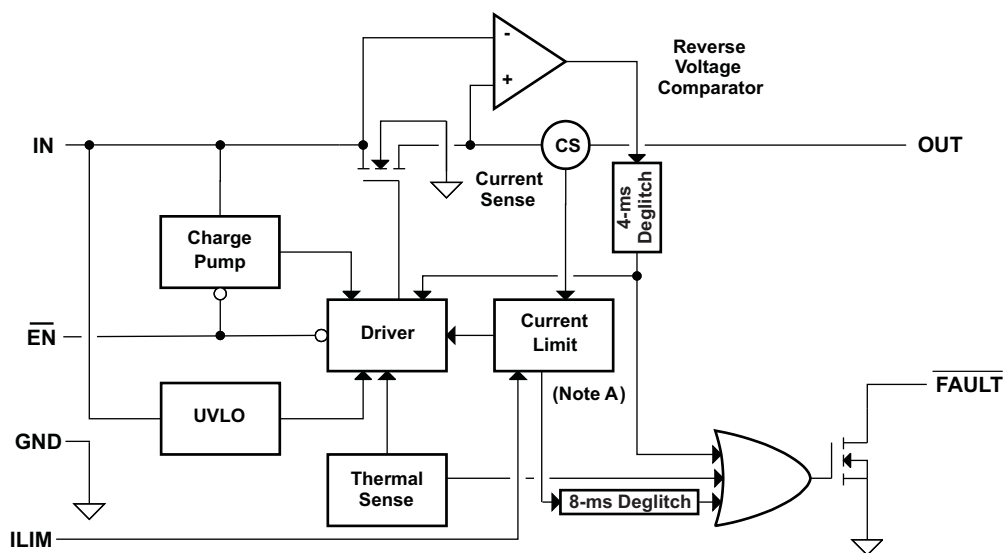 -
+
Reverse
Voltage
Comparator
IN
CS
OUT
Current
Sense
4-ms
Deglitch
Charge
Pump
EN
Driver
Current
Limit
(Note A)
FAULT
UVLO
GND
Thermal
Sense
8-ms Deglitch
ILIM